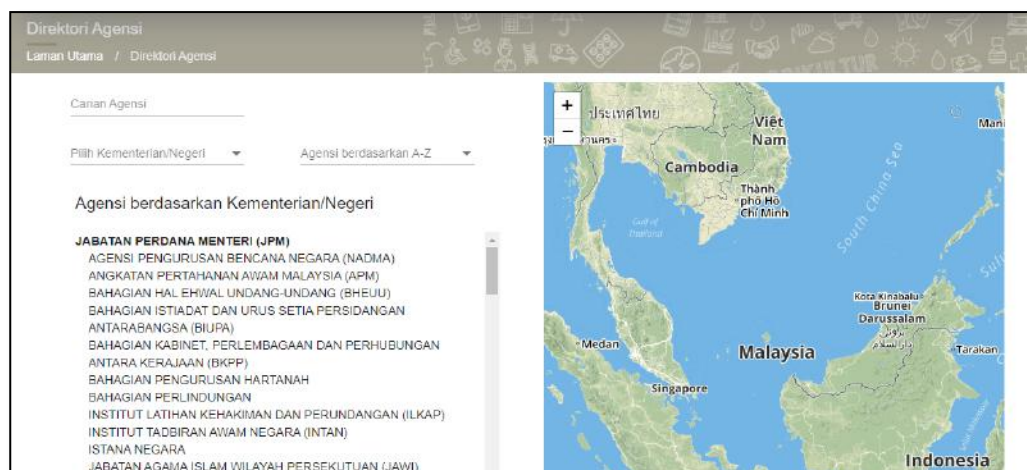 Direktori Agensi
Laman Utama / Direktori Agensi
Carian Agensi
Pilih Kementerian/Negeri
Agensi berdasarkan A-Z
Agensi berdasarkan Kementerian/Negeri
JABATAN PERDANA MENTERI (JPM)
AGENSI PENGURUSAN BENCANA NEGARA (NADMA)
ANGKATAN PERTAHANAN AWAM MALAYSIA (APM)
BAHAGIAN HAL EHWAL UNDANG-UNDANG (BHEUU)
BAHAGIAN ISTIADAT DAN URUS SETIA PERSIDANGAN
ANTARABANGSA (BIUPA)
BAHAGIAN KABINET, PERLEMBAGAAN DAN PERHUBUNGAN
ANTARA KERAJAAN (BKPP)
BAHAGIAN PENGURUSAN HARTANAH
BAHAGIAN PERLINDUNGAN
INSTITUT LATIHAN KEHAKIMAN DAN PERUNDANGAN (ILKAP)
INSTITUT TADBIRAN AWAM NEGARA (INTAN)
ISTANA NEGARA
JABATAN AGAMA ISLAM WILAYAH PERSEKUTUAN (JAWI)
+
−
ประเทศไทย
Việt
Nam
Cambodia
Thành
phố Hồ
Chí Minh
Gulf of
Thailand
South China Sea
Kota Kinabalu
Brunei
Darussalam
بروني
دارالسلام
Medan
Malaysia
Tarakan
Singapore
Indonesia